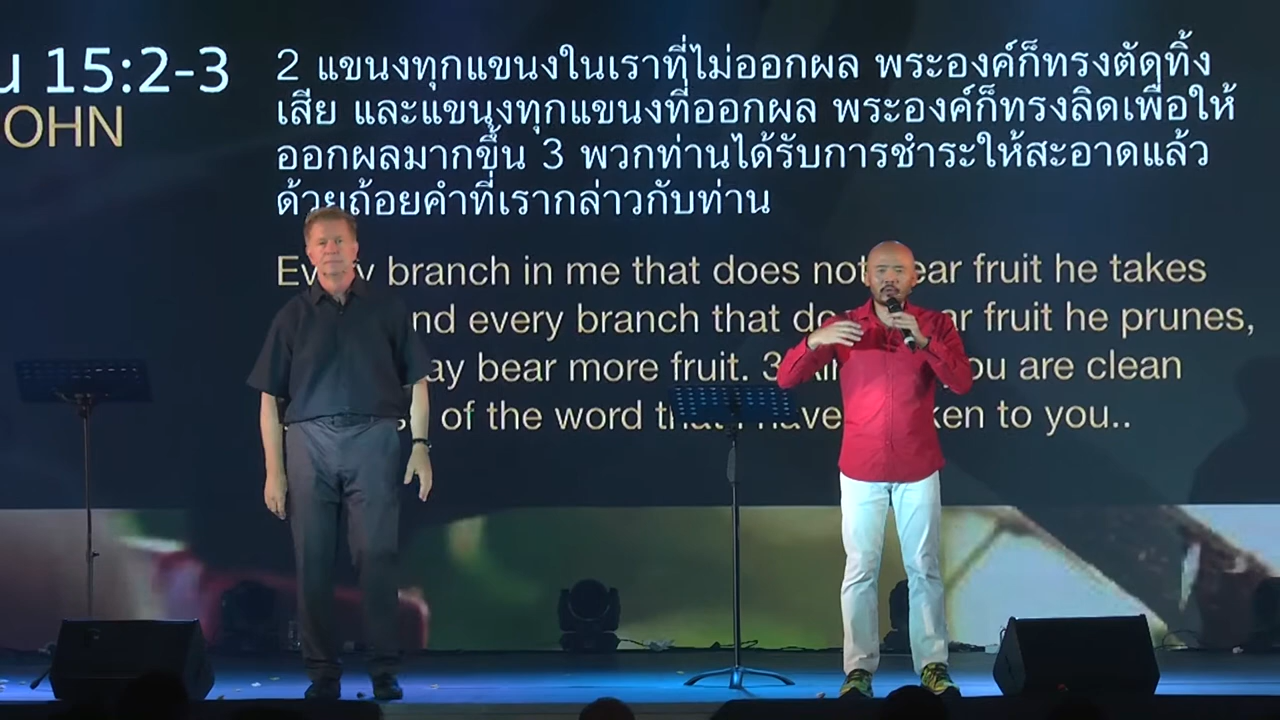 น 15:2-3
OHN
2 แขนงทุกแขนงในเราที่ไม่ออกผล พระองค์ก็ทรงตัดทิ้ง
เสีย และแขนงทุกแขนงที่ออกผล พระองค์ก็ทรงลิดเพื่อให้
ออกผลมากขึ้น 3 พวกท่านได้รับการชำระให้สะอาดแล้ว
ด้วยถ้อยคำที่เรากล่าวกับท่าน
branch in me that does not fruit he takes
every branch that fruit he prunes,
bear more fruit. 3 you are clean
of the word that I have to you..